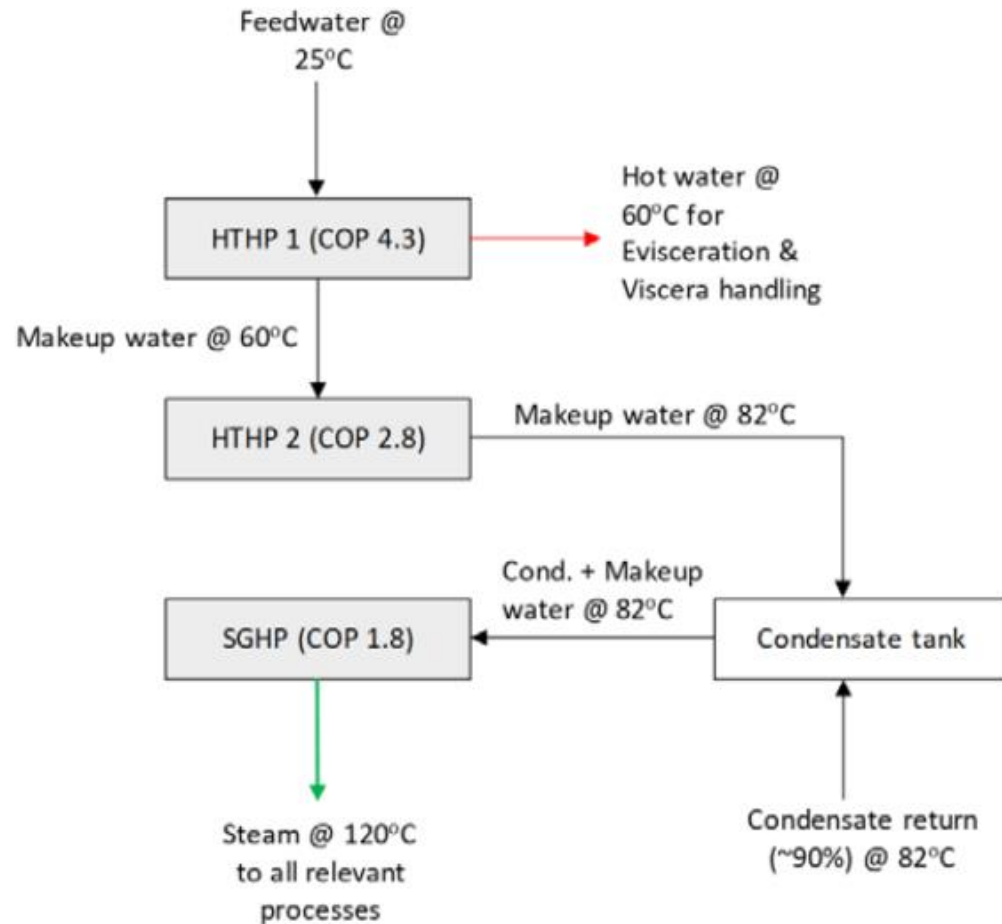 Feedwater @
25°C
HTHP 1 (COP 4.3)
Hot water @
60°C for
Evisceration &
Viscera handling
Makeup water @ 60°C
HTHP 2 (COP 2.8)
Makeup water @ 82°C
Cond. + Makeup
water @ 82°C
SGHP (COP 1.8)
Condensate tank
Steam @ 120°C
to all relevant
processes
Condensate return
(~90%) @ 82°C